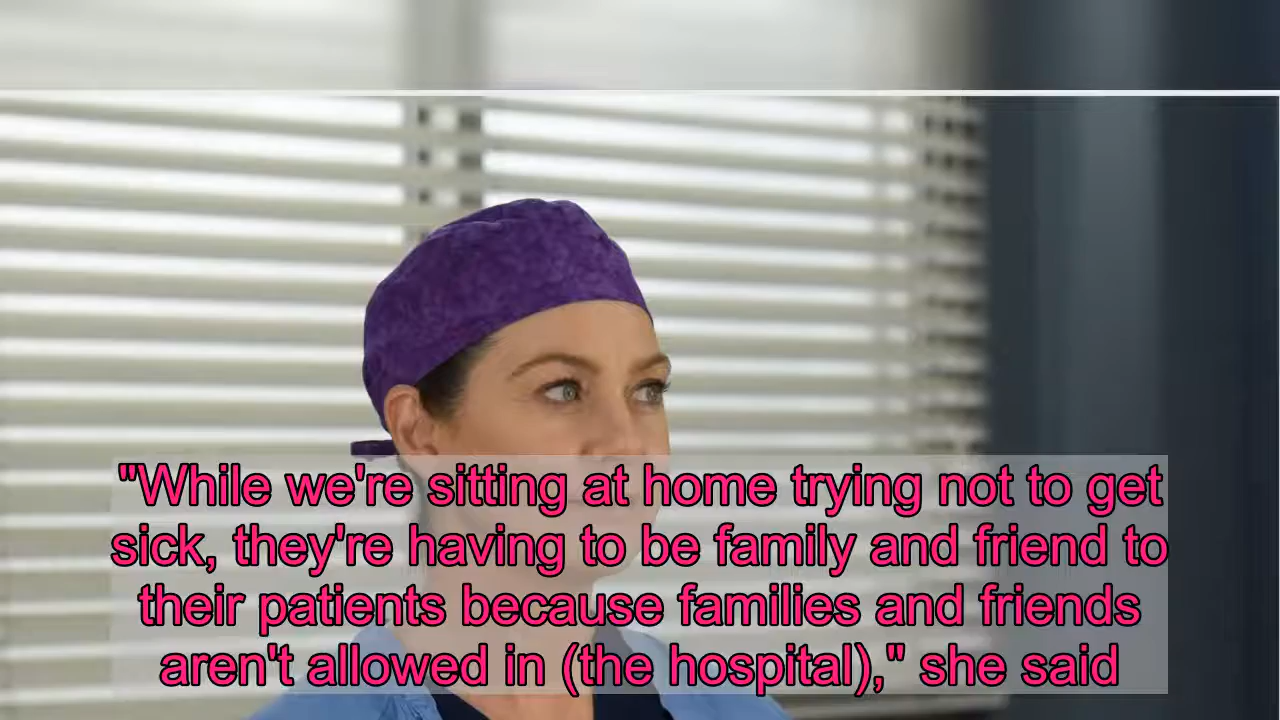 "While we're sitting at home trying not to get
sick, they're having to be family and friend to
their patients because families and friends
aren't allowed in (the hospital)," she said